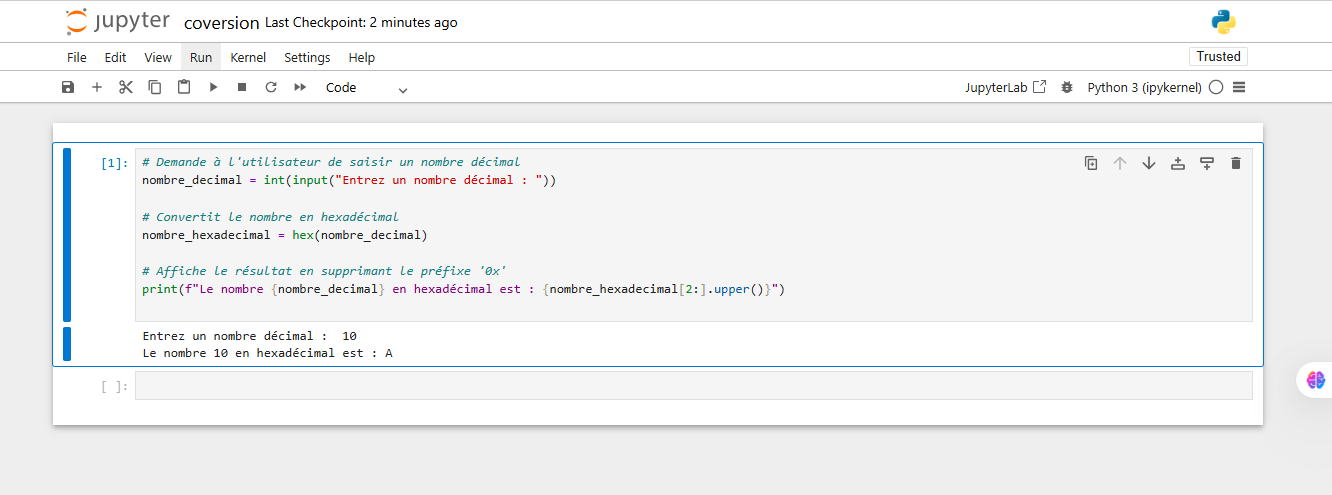 jupyter coversion Last Checkpoint: 2 minutes ago
File Edit View Run Kernel Settings Help Trusted
Code JupyterLab Python 3 (ipykernel)
[1]: # Demande à l'utilisateur de saisir un nombre décimal
nombre_decimal = int(input("Entrez un nombre décimal : "))
# Convertit le nombre en hexadécimal
nombre_hexadecimal = hex(nombre_decimal)
# Affiche le résultat en supprimant le préfixe '0x'
print(f"Le nombre {nombre_decimal} en hexadécimal est : {nombre_hexadecimal[2:].upper()}")
Entrez un nombre décimal :  10
Le nombre 10 en hexadécimal est : A
[ ]: